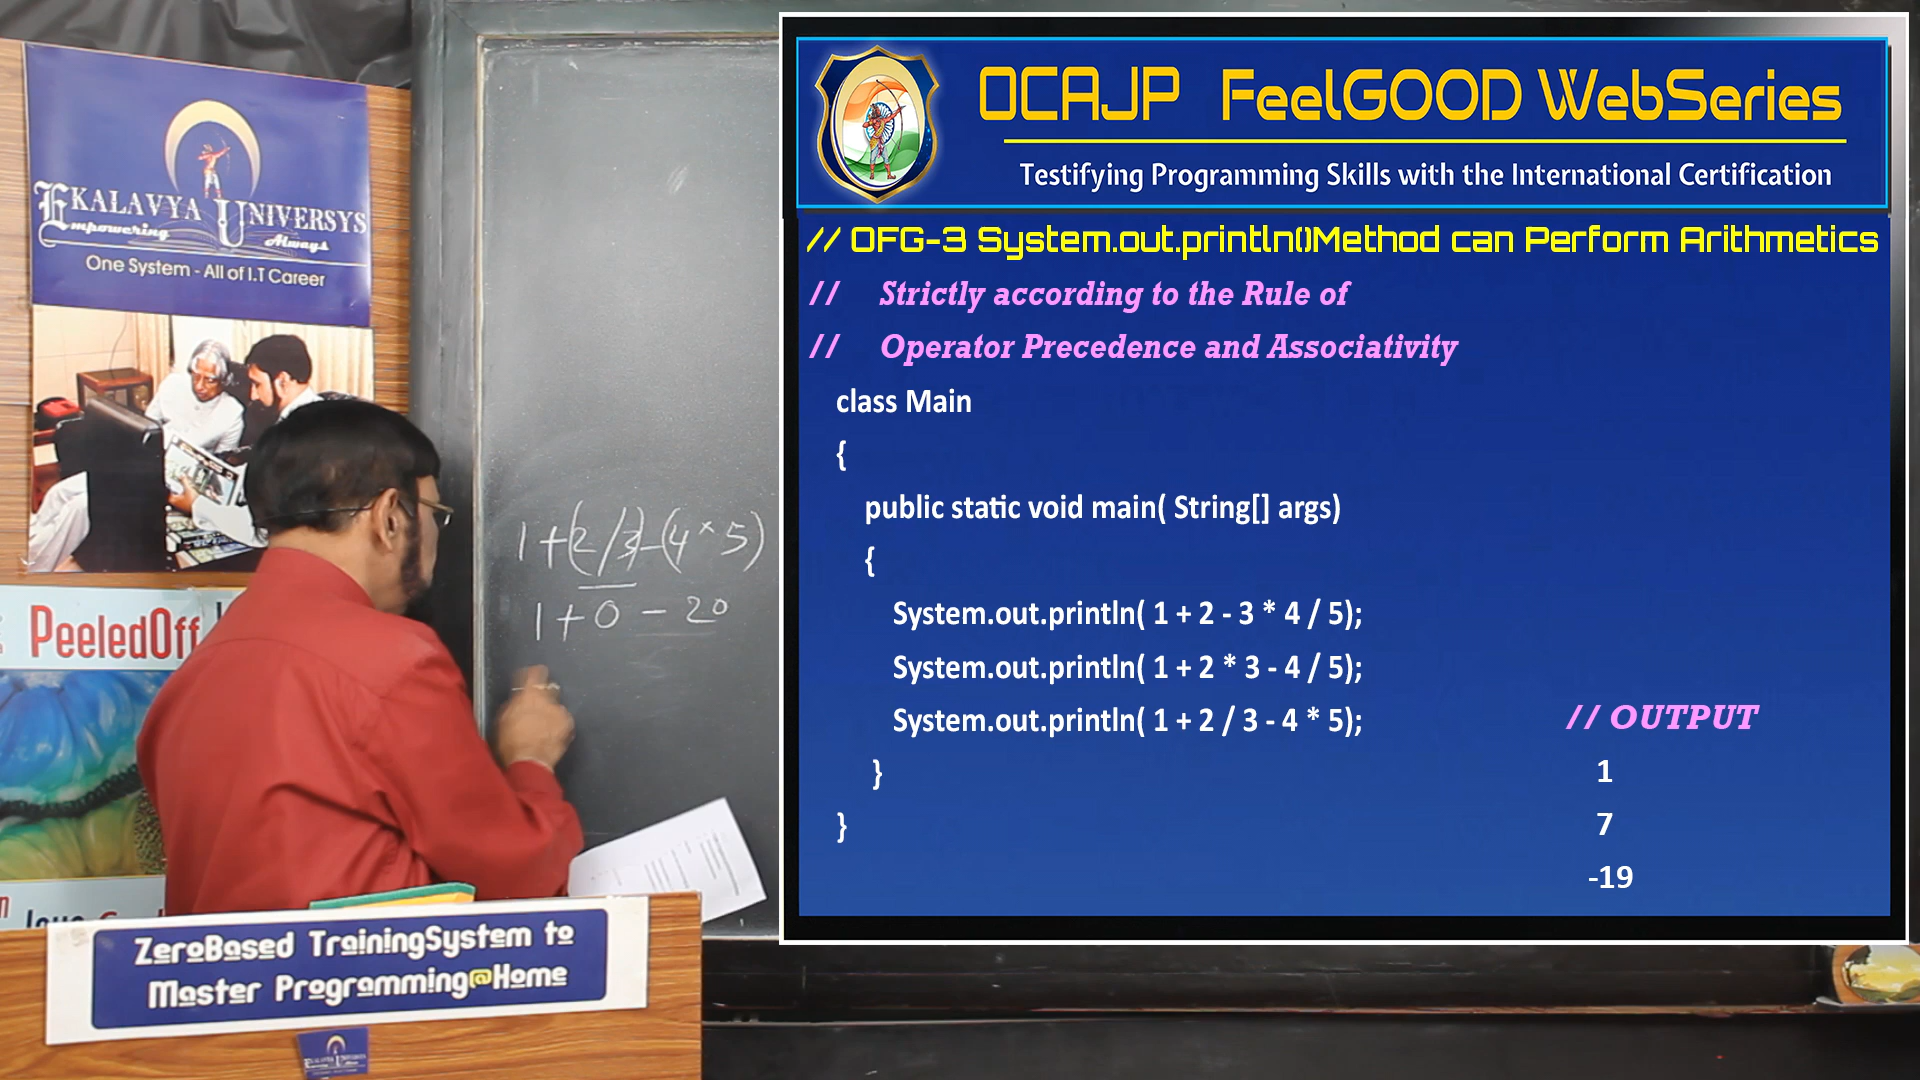 EKALAVYA UNIVERSYS
Empowering Always
One System - All of I.T Career
PeeledOff
ZeroBased TrainingSystem to
Master Programming@Home
1+(2/3)-(4*5)
1+0-20
OCAJP FeelGOOD WebSeries
Testifying Programming Skills with the International Certification
// OFG-3 System.out.println()Method can Perform Arithmetics
// Strictly according to the Rule of
// Operator Precedence and Associativity
class Main
{
public static void main( String[] args)
{
System.out.println( 1 + 2 - 3 * 4 / 5);
System.out.println( 1 + 2 * 3 - 4 / 5);
System.out.println( 1 + 2 / 3 - 4 * 5);
}
}
// OUTPUT
1
7
-19